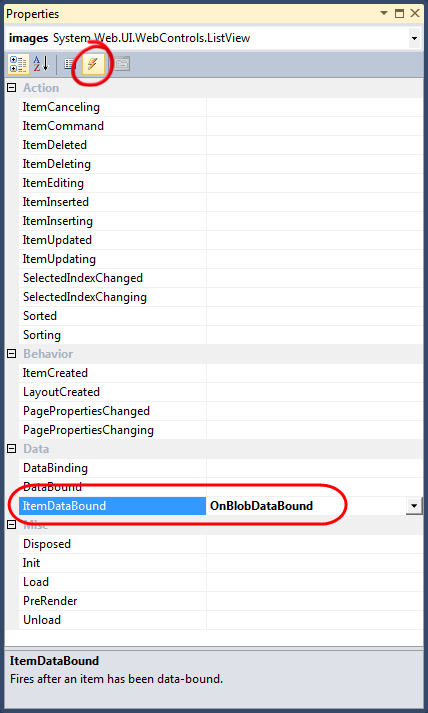 Properties
images System.Web.UI.WebControls.ListView
Action
ItemCanceling
ItemCommand
ItemDeleted
ItemDeleting
ItemEditing
ItemInserted
ItemInserting
ItemUpdated
ItemUpdating
SelectedIndexChanged
SelectedIndexChanging
Sorted
Sorting
Behavior
ItemCreated
LayoutCreated
PagePropertiesChanged
PagePropertiesChanging
Data
DataBinding
DataBound
ItemDataBound OnBlobDataBound
Misc
Disposed
Init
Load
PreRender
Unload
ItemDataBound
Fires after an item has been data-bound.